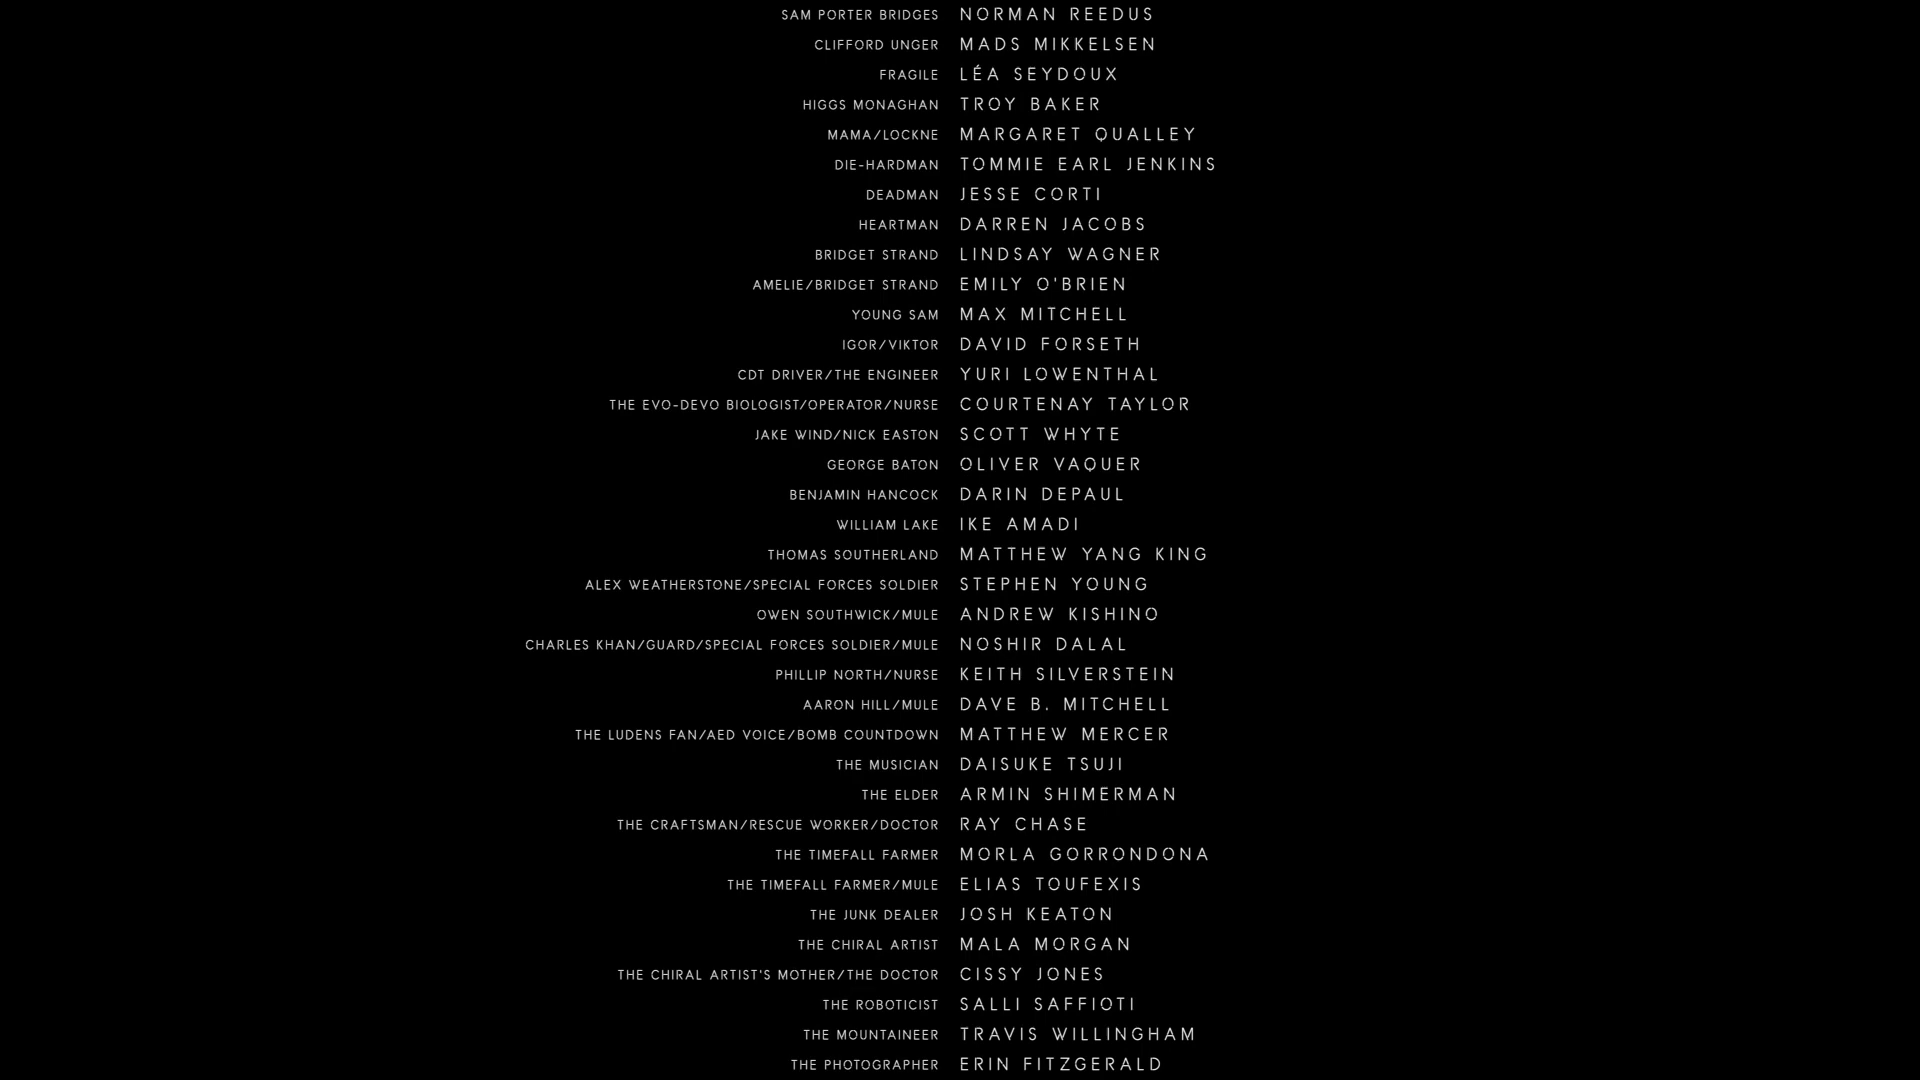 SAM PORTER BRIDGES NORMAN REEDUS
CLIFFORD UNGER MADS MIKKELSEN
FRAGILE LÉA SEYDOUX
HIGGS MONAGHAN TROY BAKER
MAMA/LOCKNE MARGARET QUALLEY
DIE-HARDMAN TOMMIE EARL JENKINS
DEADMAN JESSE CORTI
HEARTMAN DARREN JACOBS
BRIDGET STRAND LINDSAY WAGNER
AMELIE/BRIDGET STRAND EMILY O'BRIEN
YOUNG SAM MAX MITCHELL
IGOR/VIKTOR DAVID FORSETH
CDT DRIVER/THE ENGINEER YURI LOWENTHAL
THE EVO-DEVO BIOLOGIST/OPERATOR/NURSE COURTENAY TAYLOR
JAKE WIND/NICK EASTON SCOTT WHYTE
GEORGE BATON OLIVER VAQUER
BENJAMIN HANCOCK DARIN DEPAUL
WILLIAM LAKE IKE AMADI
THOMAS SOUTHERLAND MATTHEW YANG KING
ALEX WEATHERSTONE/SPECIAL FORCES SOLDIER STEPHEN YOUNG
OWEN SOUTHWICK/MULE ANDREW KISHINO
CHARLES KHAN/GUARD/SPECIAL FORCES SOLDIER/MULE NOSHIR DALAL
PHILLIP NORTH/NURSE KEITH SILVERSTEIN
AARON HILL/MULE DAVE B. MITCHELL
THE LUDENS FAN/AED VOICE/BOMB COUNTDOWN MATTHEW MERCER
THE MUSICIAN DAISUKE TSUJI
THE ELDER ARMIN SHIMERMAN
THE CRAFTSMAN/RESCUE WORKER/DOCTOR RAY CHASE
THE TIMEFALL FARMER MORLA GORRONDONA
THE TIMEFALL FARMER/MULE ELIAS TOUFEXIS
THE JUNK DEALER JOSH KEATON
THE CHIRAL ARTIST MALA MORGAN
THE CHIRAL ARTIST'S MOTHER/THE DOCTOR CISSY JONES
THE ROBOTICIST SALLI SAFFIOTI
THE MOUNTAINEER TRAVIS WILLINGHAM
THE PHOTOGRAPHER ERIN FITZGERALD